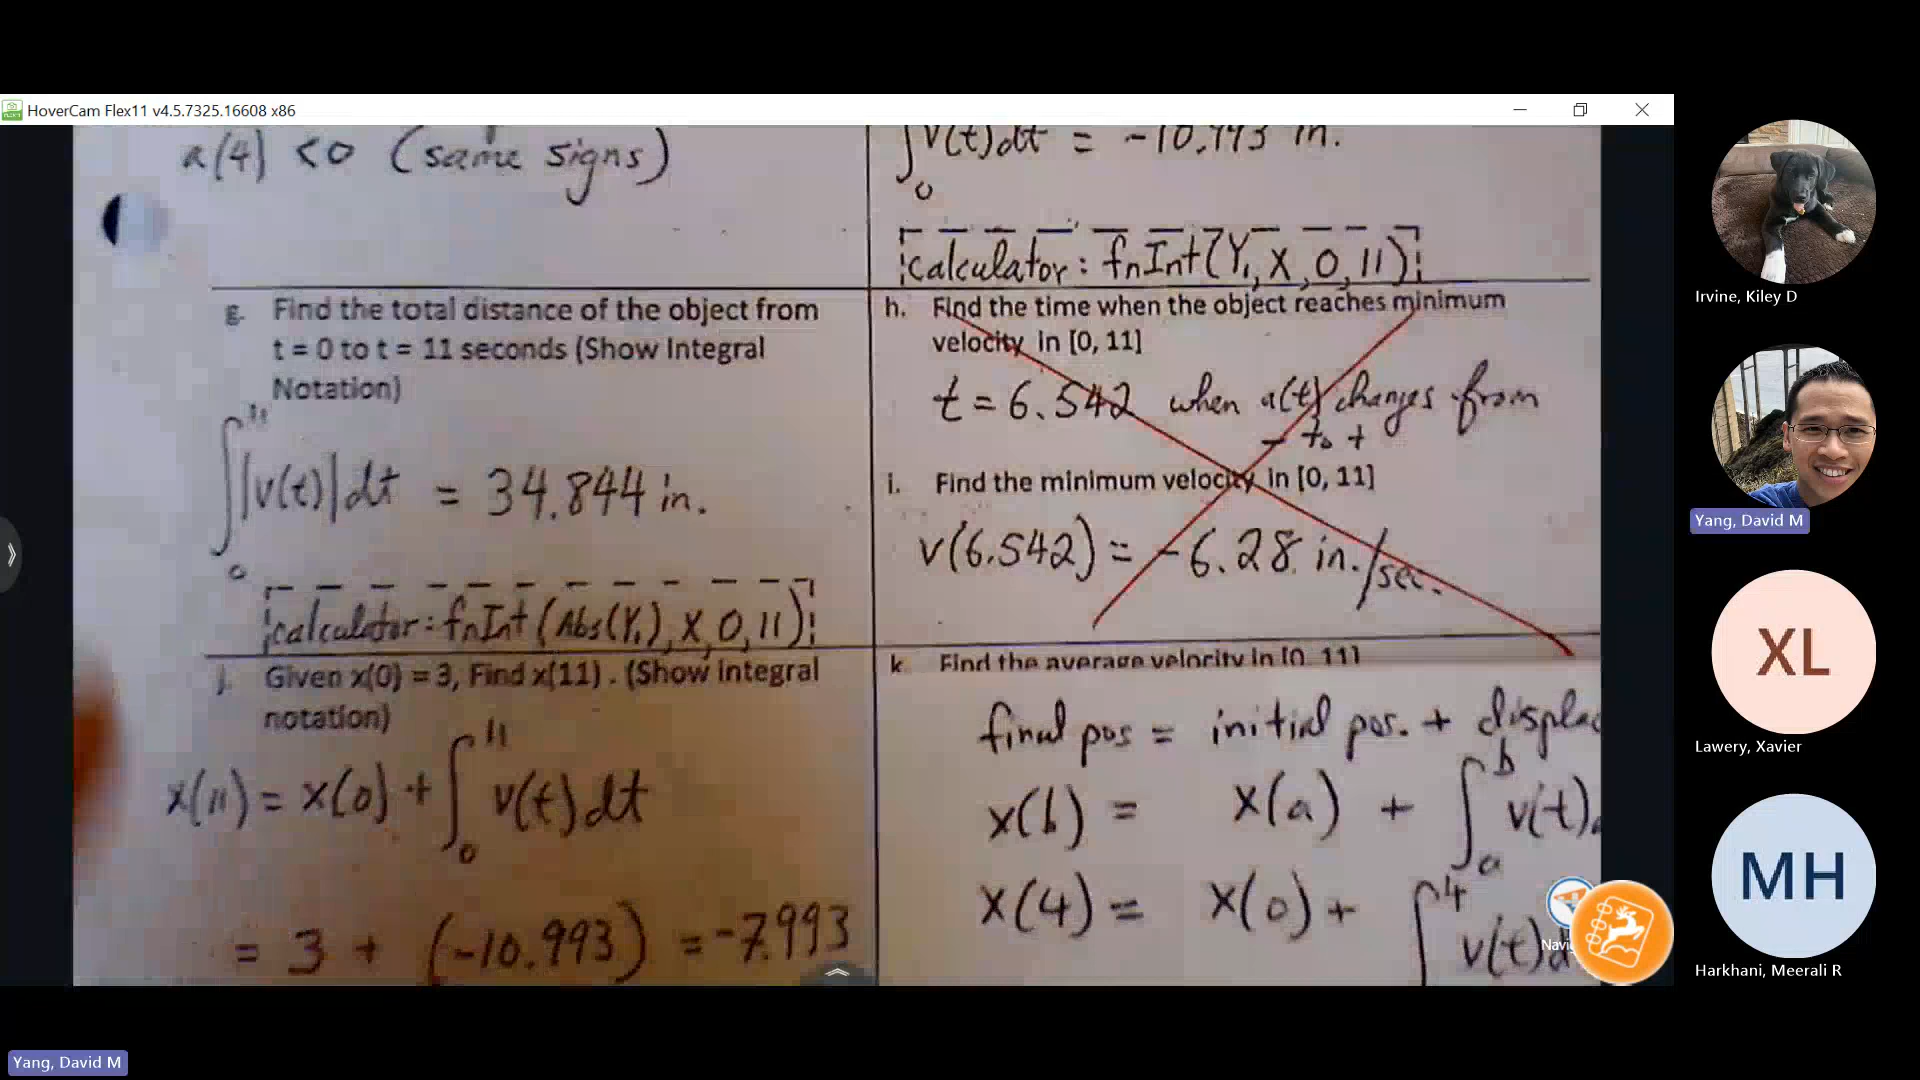 HoverCam Flex11 v4.5.7325.16608 x86
a(4) <0 (same signs)
∫0 v(t)dt = -10.993 in.
calculator: fnInt(Y₁, X, 0, 11)
g. Find the total distance of the object from
t = 0 to t = 11 seconds (Show Integral
Notation)
∫₀¹¹ |v(t)| dt = 34.844 in.
calculator: fnInt(Abs(Y₁), X, 0, 11)
h. Find the time when the object reaches minimum
velocity in [0, 11]
t = 6.542 when a(t) changes from
- to +
i. Find the minimum velocity in [0, 11]
v(6.542) = -6.28 in./sec.
j. Given x(0) = 3, Find x(11) . (Show integral
notation)
x(11) = x(0) + ∫₀¹¹ v(t) dt
= 3 + (-10.993) = -7.993
k. Find the average velocity in [0, 11]
final pos = initial pos. + displac
x(b) = x(a) + ∫ₐᵇ v(t)
x(4) = x(0) + ∫⁴ v(t)d
Navi
Irvine, Kiley D
Yang, David M
XL
Lawery, Xavier
MH
Harkhani, Meerali R
Yang, David M